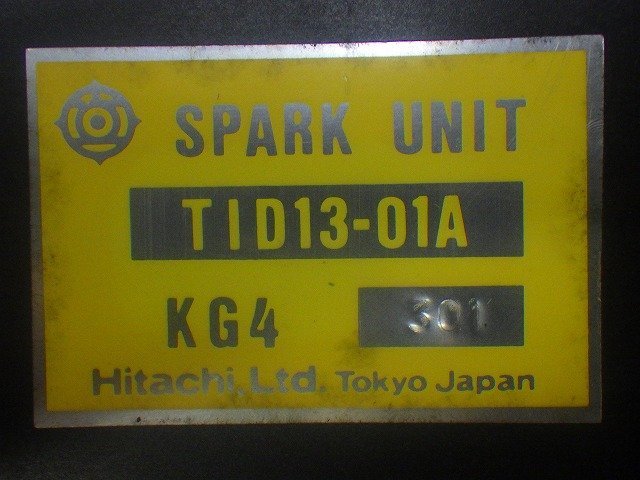 SPARK UNIT
TID13-01A
KG4 301
Hitachi, Ltd. Tokyo Japan